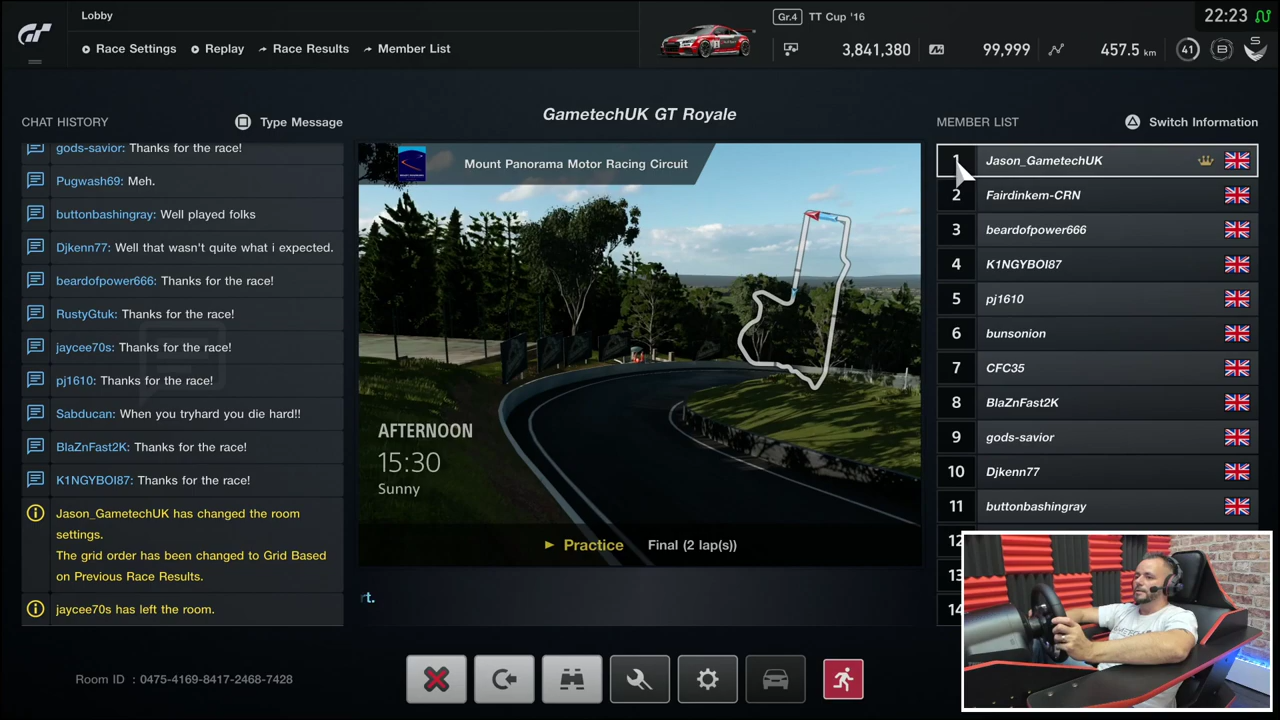 Lobby
Race Settings
Replay
Race Results
Member List
Gr.4
TT Cup '16
3,841,380
99,999
457.5 km
22:23
41
B
S
CHAT HISTORY
Type Message
gods-savior: Thanks for the race!
Pugwash69: Meh.
buttonbashingray: Well played folks
Djkenn77: Well that wasn't quite what i expected.
beardofpower666: Thanks for the race!
RustyGtuk: Thanks for the race!
jaycee70s: Thanks for the race!
pj1610: Thanks for the race!
Sabducan: When you tryhard you die hard!!
BlaZnFast2K: Thanks for the race!
K1NGYBOI87: Thanks for the race!
Jason_GametechUK has changed the room
settings.
The grid order has been changed to Grid Based
on Previous Race Results.
jaycee70s has left the room.
Room ID : 0475-4169-8417-2468-7428
GametechUK GT Royale
Mount Panorama Motor Racing Circuit
AFTERNOON
15:30
Sunny
Practice
Final (2 lap(s))
rt.
MEMBER LIST
Switch Information
1 Jason_GametechUK
2 Fairdinkem-CRN
3 beardofpower666
4 K1NGYBOI87
5 pj1610
6 bunsonion
7 CFC35
8 BlaZnFast2K
9 gods-savior
10 Djkenn77
11 buttonbashingray
12
13
14